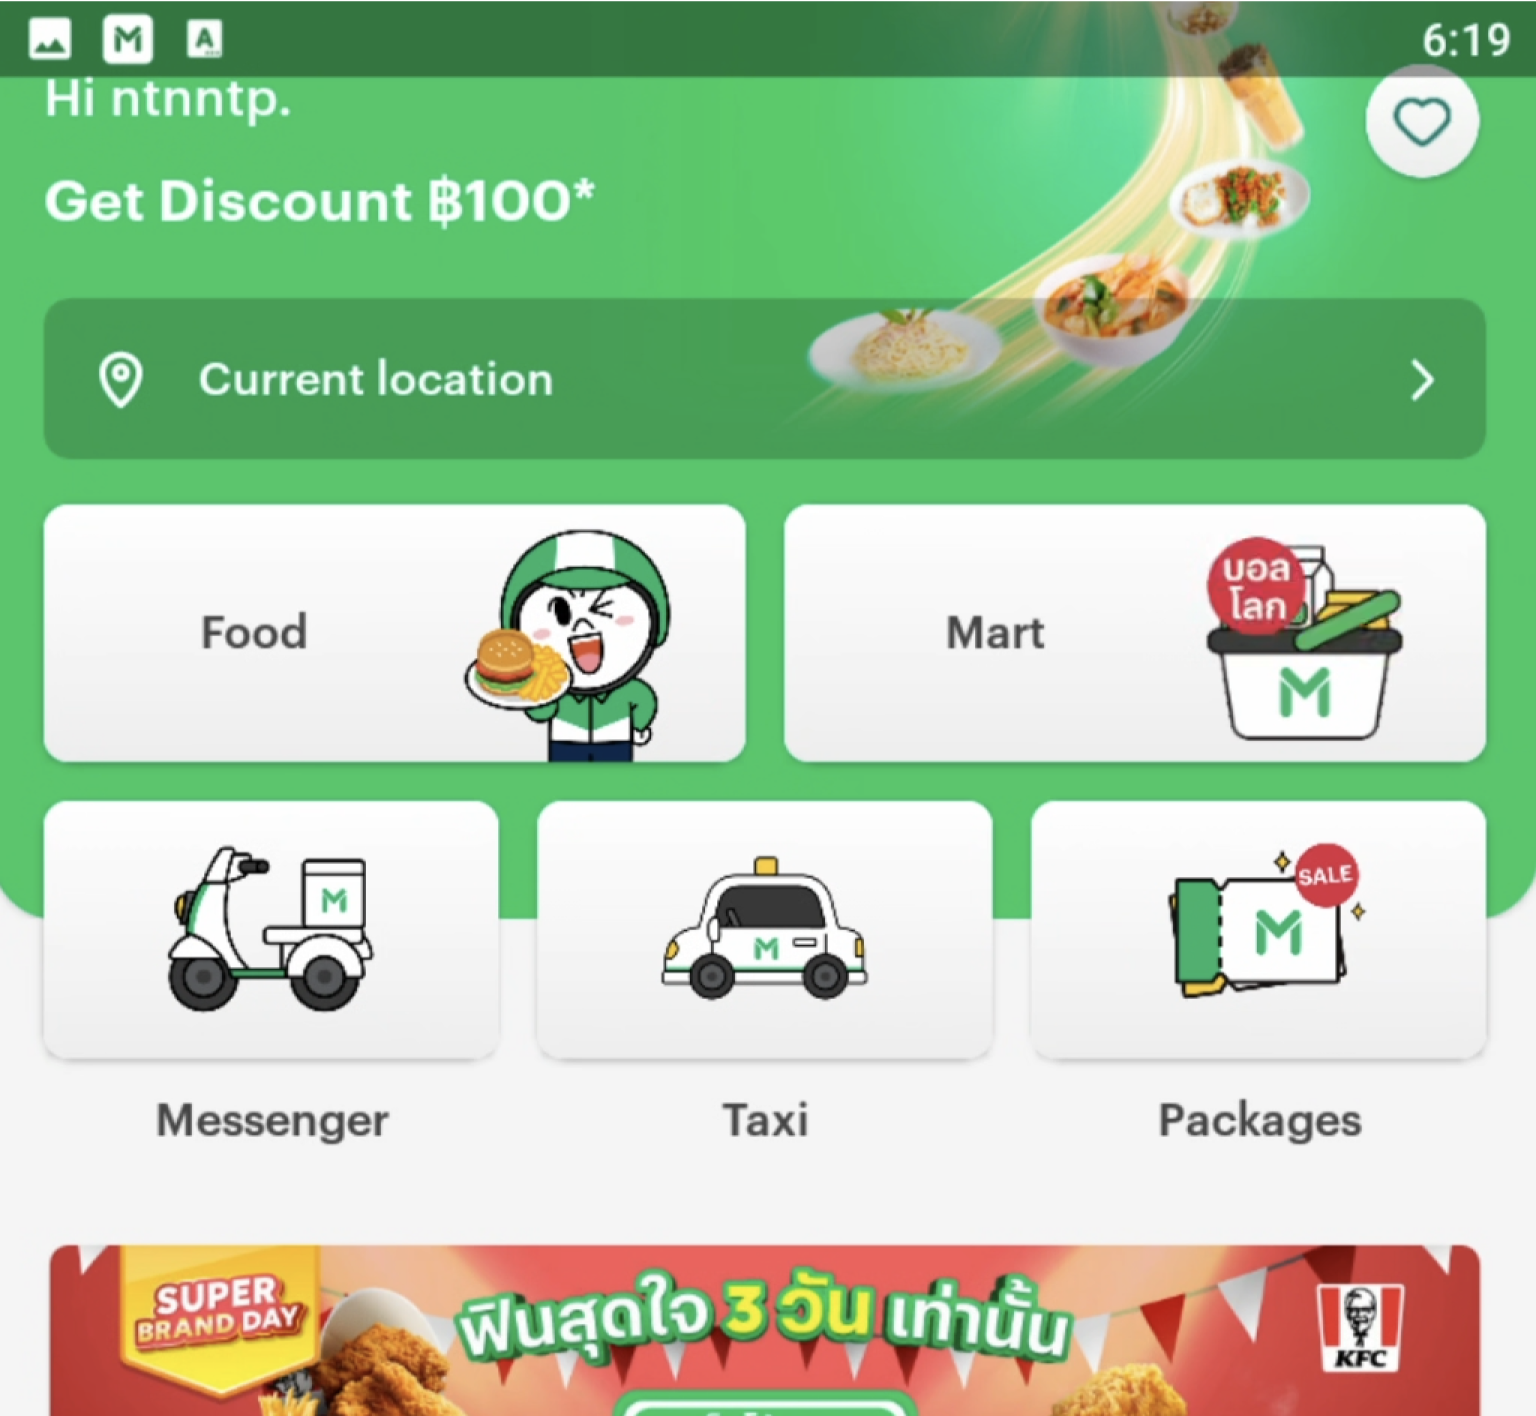 6:19
Hi ntnntp.
Get Discount ฿100*
Current location
Food
Mart
บอล
โลก
Messenger
Taxi
Packages
SALE
SUPER
BRAND DAY
ฟินสุดใจ 3 วัน เท่านั้น
KFC